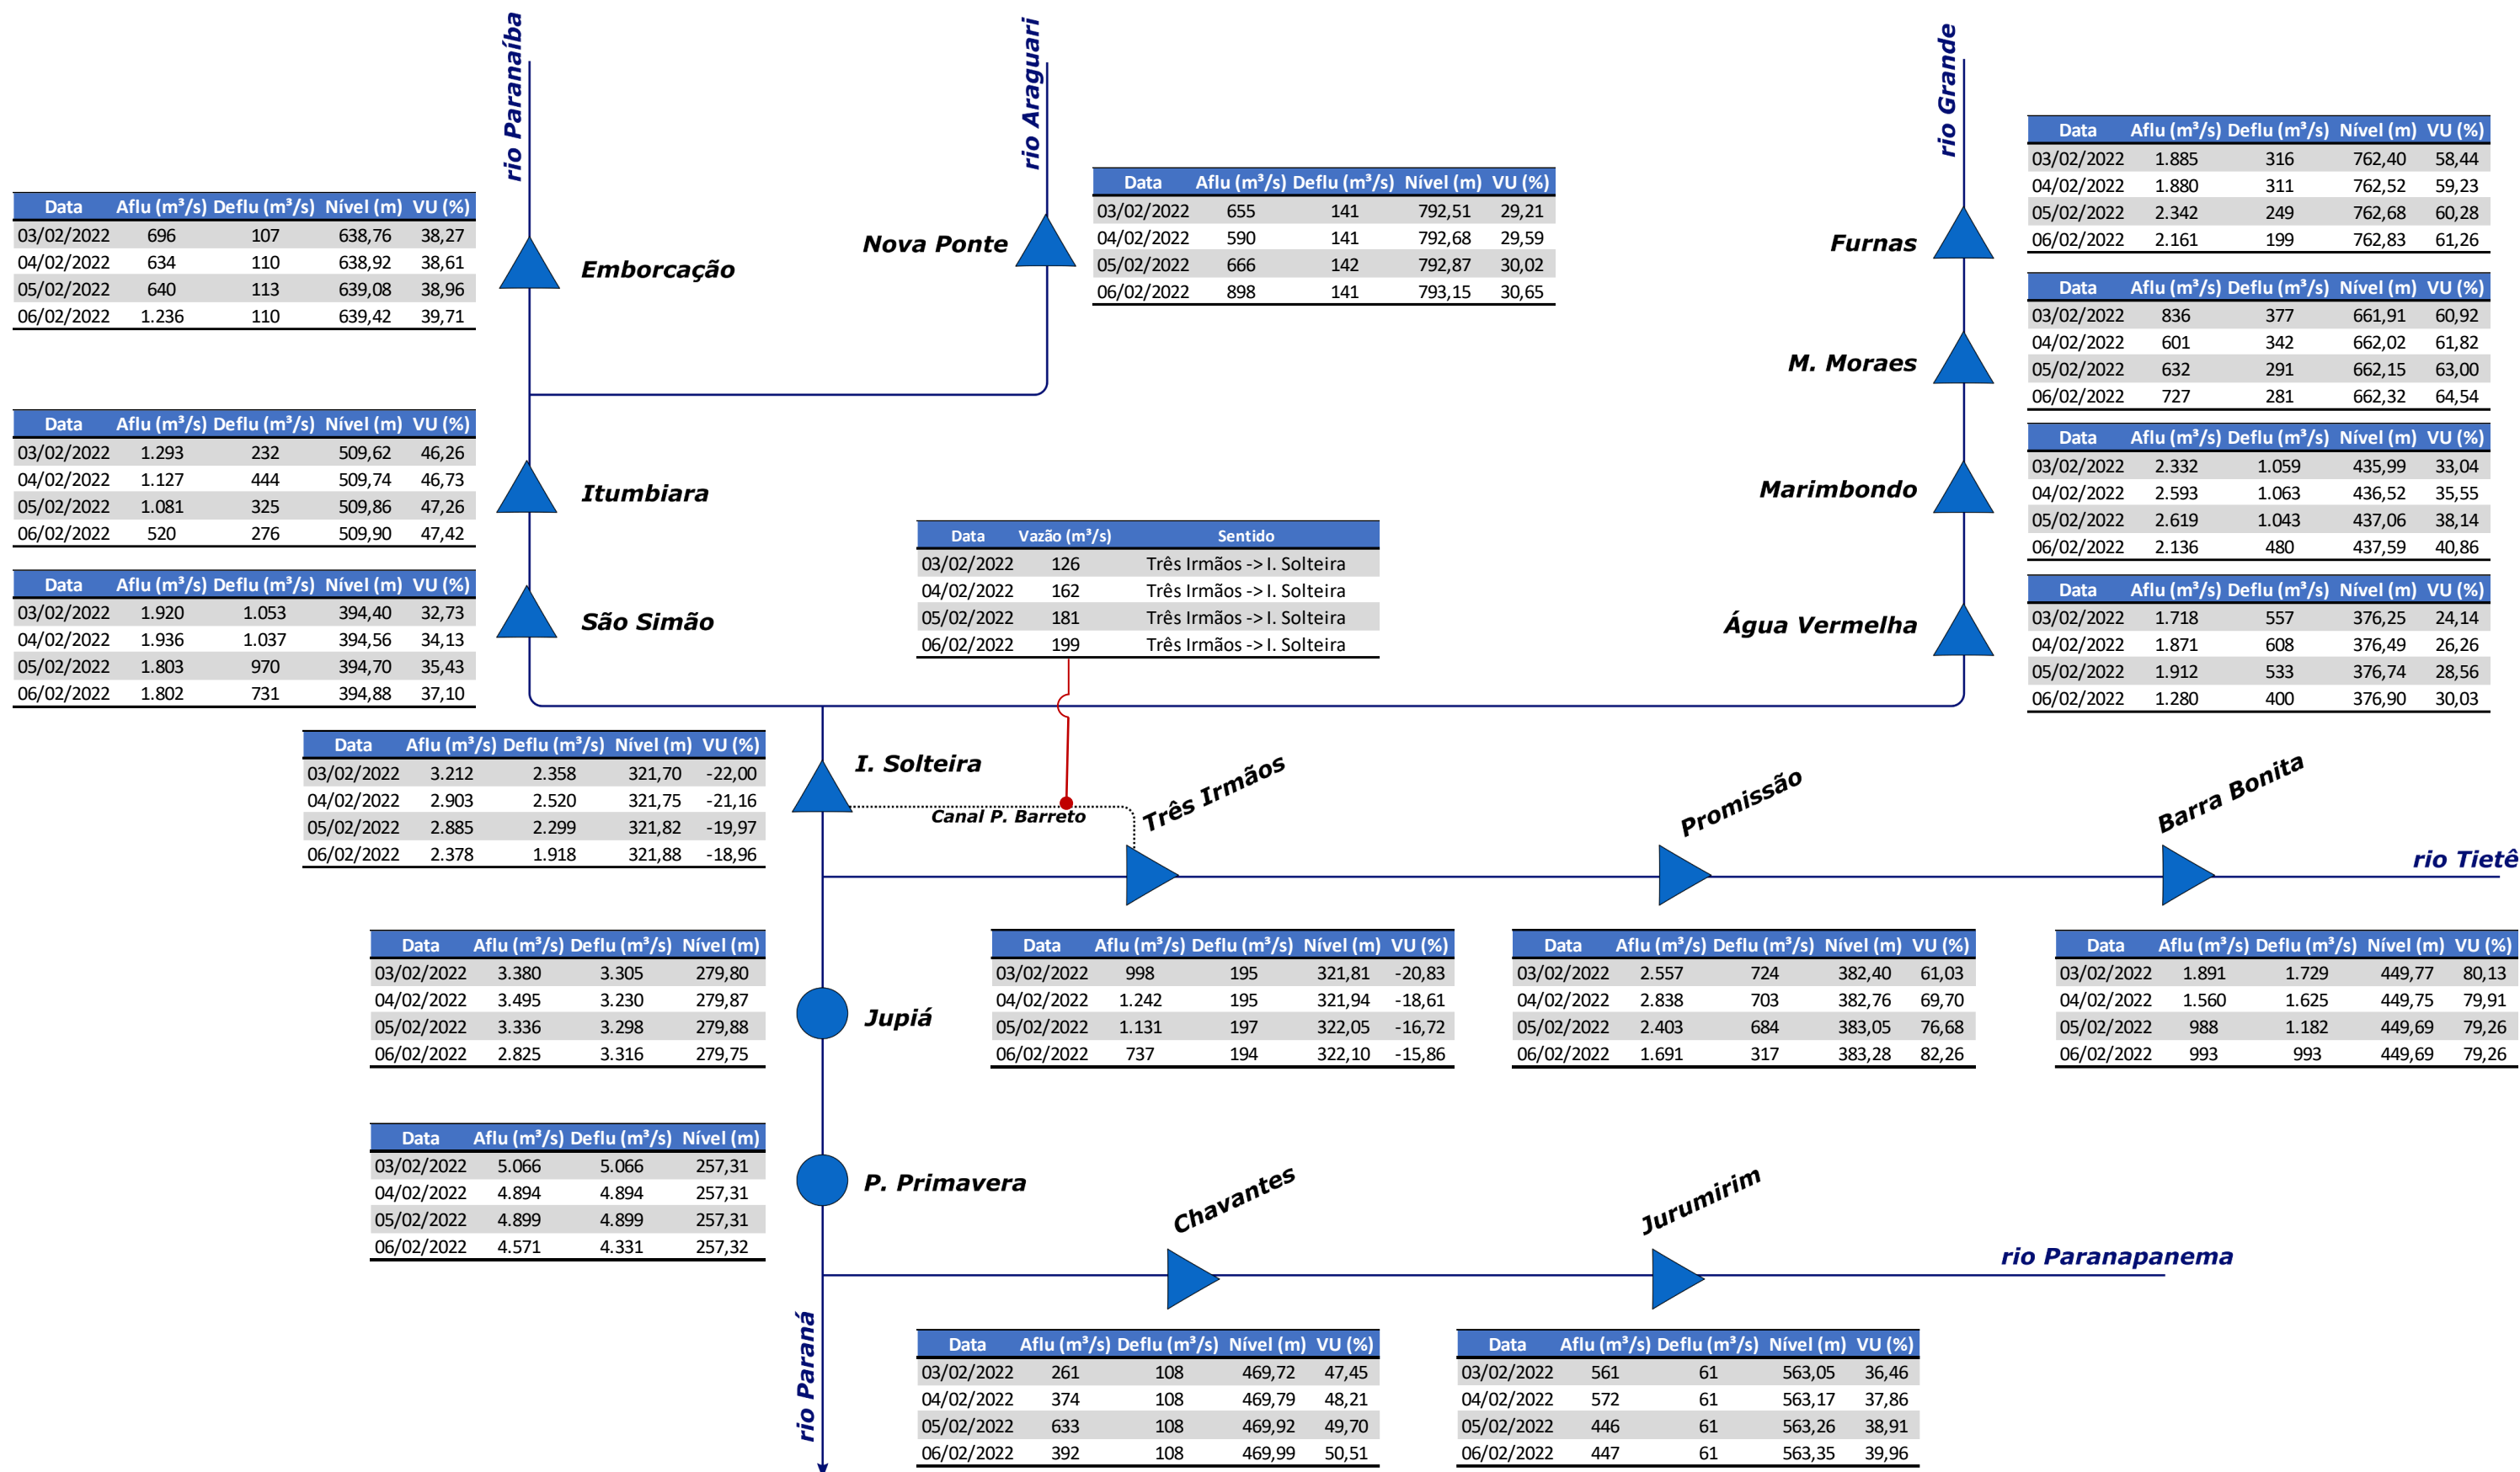 rio Paranaíba
rio Araguari
rio Grande
Data Aflu (m³/s) Deflu (m³/s) Nível (m) VU (%)
03/02/2022 696 107 638,76 38,27
04/02/2022 634 110 638,92 38,61
05/02/2022 640 113 639,08 38,96
06/02/2022 1.236 110 639,42 39,71
Emborcação
Nova Ponte
Data Aflu (m³/s) Deflu (m³/s) Nível (m) VU (%)
03/02/2022 655 141 792,51 29,21
04/02/2022 590 141 792,68 29,59
05/02/2022 666 142 792,87 30,02
06/02/2022 898 141 793,15 30,65
Furnas
Data Aflu (m³/s) Deflu (m³/s) Nível (m) VU (%)
03/02/2022 1.885 316 762,40 58,44
04/02/2022 1.880 311 762,52 59,23
05/02/2022 2.342 249 762,68 60,28
06/02/2022 2.161 199 762,83 61,26
M. Moraes
Data Aflu (m³/s) Deflu (m³/s) Nível (m) VU (%)
03/02/2022 836 377 661,91 60,92
04/02/2022 601 342 662,02 61,82
05/02/2022 632 291 662,15 63,00
06/02/2022 727 281 662,32 64,54
Data Aflu (m³/s) Deflu (m³/s) Nível (m) VU (%)
03/02/2022 1.293 232 509,62 46,26
04/02/2022 1.127 444 509,74 46,73
05/02/2022 1.081 325 509,86 47,26
06/02/2022 520 276 509,90 47,42
Itumbiara
Marimbondo
Data Aflu (m³/s) Deflu (m³/s) Nível (m) VU (%)
03/02/2022 2.332 1.059 435,99 33,04
04/02/2022 2.593 1.063 436,52 35,55
05/02/2022 2.619 1.043 437,06 38,14
06/02/2022 2.136 480 437,59 40,86
Data Aflu (m³/s) Deflu (m³/s) Nível (m) VU (%)
03/02/2022 1.920 1.053 394,40 32,73
04/02/2022 1.936 1.037 394,56 34,13
05/02/2022 1.803 970 394,70 35,43
06/02/2022 1.802 731 394,88 37,10
São Simão
Data Vazão (m³/s) Sentido
03/02/2022 126 Três Irmãos -> I. Solteira
04/02/2022 162 Três Irmãos -> I. Solteira
05/02/2022 181 Três Irmãos -> I. Solteira
06/02/2022 199 Três Irmãos -> I. Solteira
Água Vermelha
Data Aflu (m³/s) Deflu (m³/s) Nível (m) VU (%)
03/02/2022 1.718 557 376,25 24,14
04/02/2022 1.871 608 376,49 26,26
05/02/2022 1.912 533 376,74 28,56
06/02/2022 1.280 400 376,90 30,03
Data Aflu (m³/s) Deflu (m³/s) Nível (m) VU (%)
03/02/2022 3.212 2.358 321,70 -22,00
04/02/2022 2.903 2.520 321,75 -21,16
05/02/2022 2.885 2.299 321,82 -19,97
06/02/2022 2.378 1.918 321,88 -18,96
I. Solteira
Canal P. Barreto
Três Irmãos
Promissão
Barra Bonita
rio Tietê
Data Aflu (m³/s) Deflu (m³/s) Nível (m)
03/02/2022 3.380 3.305 279,80
04/02/2022 3.495 3.230 279,87
05/02/2022 3.336 3.298 279,88
06/02/2022 2.825 3.316 279,75
Jupiá
Data Aflu (m³/s) Deflu (m³/s) Nível (m) VU (%)
03/02/2022 998 195 321,81 -20,83
04/02/2022 1.242 195 321,94 -18,61
05/02/2022 1.131 197 322,05 -16,72
06/02/2022 737 194 322,10 -15,86
Data Aflu (m³/s) Deflu (m³/s) Nível (m) VU (%)
03/02/2022 2.557 724 382,40 61,03
04/02/2022 2.838 703 382,76 69,70
05/02/2022 2.403 684 383,05 76,68
06/02/2022 1.691 317 383,28 82,26
Data Aflu (m³/s) Deflu (m³/s) Nível (m) VU (%)
03/02/2022 1.891 1.729 449,77 80,13
04/02/2022 1.560 1.625 449,75 79,91
05/02/2022 988 1.182 449,69 79,26
06/02/2022 993 993 449,69 79,26
Data Aflu (m³/s) Deflu (m³/s) Nível (m)
03/02/2022 5.066 5.066 257,31
04/02/2022 4.894 4.894 257,31
05/02/2022 4.899 4.899 257,31
06/02/2022 4.571 4.331 257,32
P. Primavera
Chavantes
Jurumirim
rio Paranapanema
rio Paraná
Data Aflu (m³/s) Deflu (m³/s) Nível (m) VU (%)
03/02/2022 261 108 469,72 47,45
04/02/2022 374 108 469,79 48,21
05/02/2022 633 108 469,92 49,70
06/02/2022 392 108 469,99 50,51
Data Aflu (m³/s) Deflu (m³/s) Nível (m) VU (%)
03/02/2022 561 61 563,05 36,46
04/02/2022 572 61 563,17 37,86
05/02/2022 446 61 563,26 38,91
06/02/2022 447 61 563,35 39,96